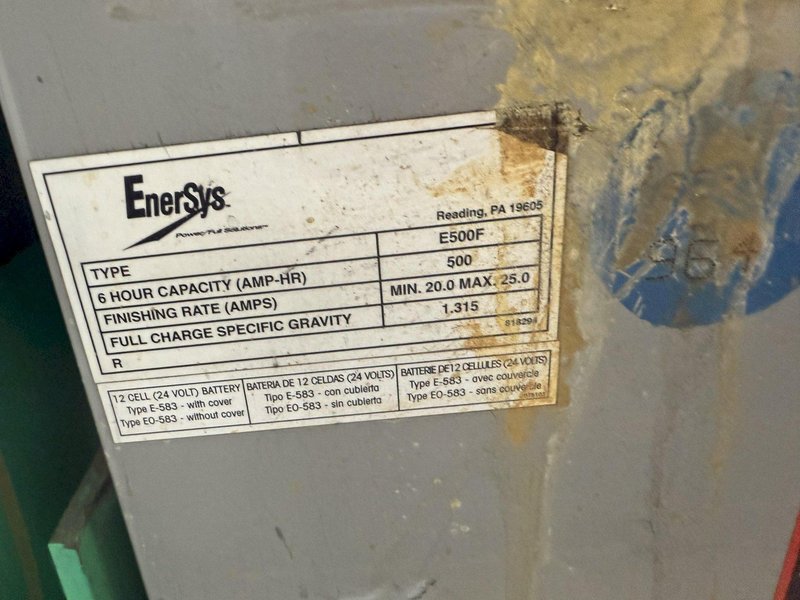 EnerSys
Power/Full Solutions
Reading, PA 19605
TYPE E500F
6 HOUR CAPACITY (AMP-HR) 500
FINISHING RATE (AMPS) MIN. 20.0 MAX. 25.0
FULL CHARGE SPECIFIC GRAVITY 1.315
R
12 CELL (24 VOLT) BATTERY
Type E-583 - with cover
Type EO-583 - without cover
BATERIA DE 12 CELDAS (24 VOLTS)
Tipo E-583 - con cubierta
Tipo EO-583 - sin cubierta
BATTERIE DE12 CELLULES (24 VOLTS)
Type E-583 - avec couvercle
Type EO-583 - sans couvercle